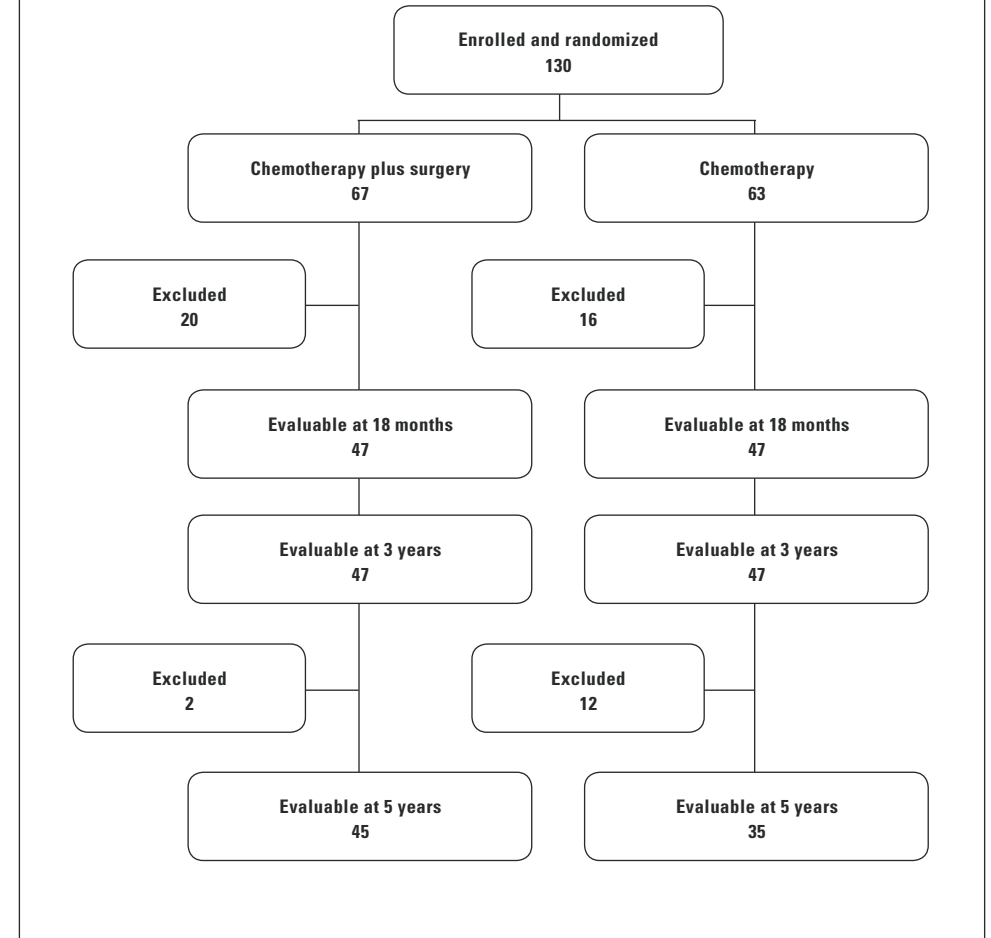 Enrolled and randomized
130
Chemotherapy plus surgery
67
Chemotherapy
63
Excluded
20
Excluded
16
Evaluable at 18 months
47
Evaluable at 18 months
47
Evaluable at 3 years
47
Evaluable at 3 years
47
Excluded
2
Excluded
12
Evaluable at 5 years
45
Evaluable at 5 years
35